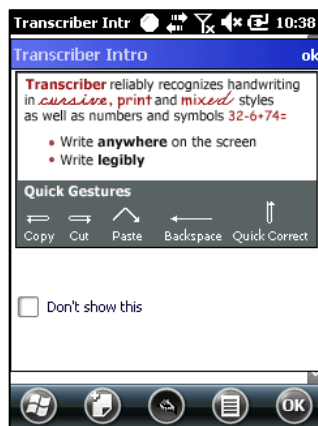 Transcriber Intr 10:38
Transcriber Intro ok
Transcriber reliably recognizes handwriting
in cursive, print and mixed styles
as well as numbers and symbols 32-6+74=
• Write anywhere on the screen
• Write legibly
Quick Gestures
Copy Cut Paste Backspace Quick Correct
Don't show this
OK